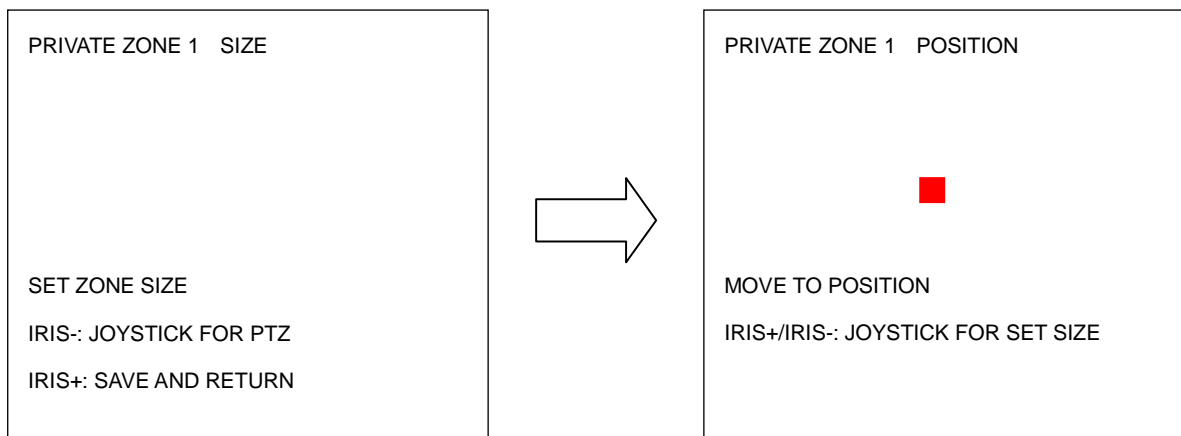 PRIVATE ZONE 1 SIZE
SET ZONE SIZE
IRIS-: JOYSTICK FOR PTZ
IRIS+: SAVE AND RETURN
PRIVATE ZONE 1 POSITION
MOVE TO POSITION
IRIS+/IRIS-: JOYSTICK FOR SET SIZE